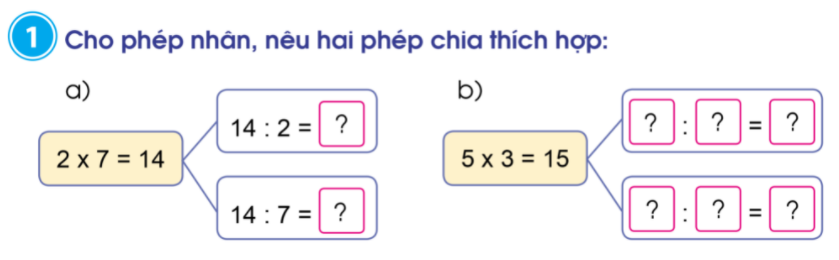 1 Cho phép nhân, nêu hai phép chia thích hợp:
a)
2 x 7 = 14
14 : 2 = ?
14 : 7 = ?
b)
5 x 3 = 15
? : ? = ?
? : ? = ?